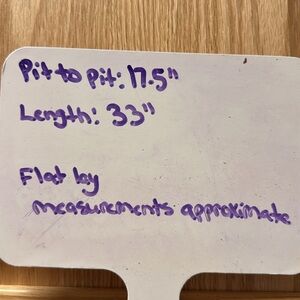 Pit to pit: 17.5"
Length: 33"
Flat lay
measurements approximate